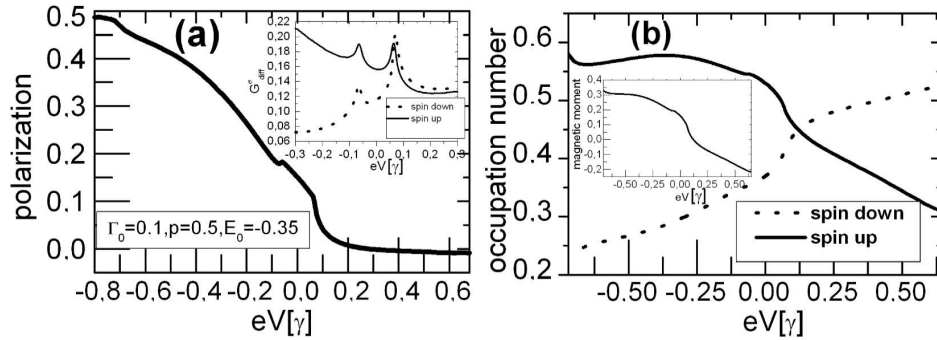 (a)
polarization
0.5
0.4
0.3
0.2
0.1
0.0
-0,8 -0,6 -0,4 -0,2 0,0 0,2 0,4 0,6
eV[γ]
Γ₀=0.1,p=0.5,E₀=-0.35
G^σ_diff
0,22
0,20
0,18
0,16
0,14
0,12
0,10
0,08
0,06
-0,3 -0,2 -0,1 0,0 0,1 0,2 0,3
eV[γ]
spin down
spin up
(b)
occupation number
0.6
0.5
0.4
0.3
0.2
-0.50 -0.25 0.00 0.25 0.50
eV[γ]
spin down
spin up
magnetic moment
0,4
0,3
0,2
0,1
0,0
-0,1
-0,2
-0,50 -0,25 0,00 0,25 0,50
eV[γ]